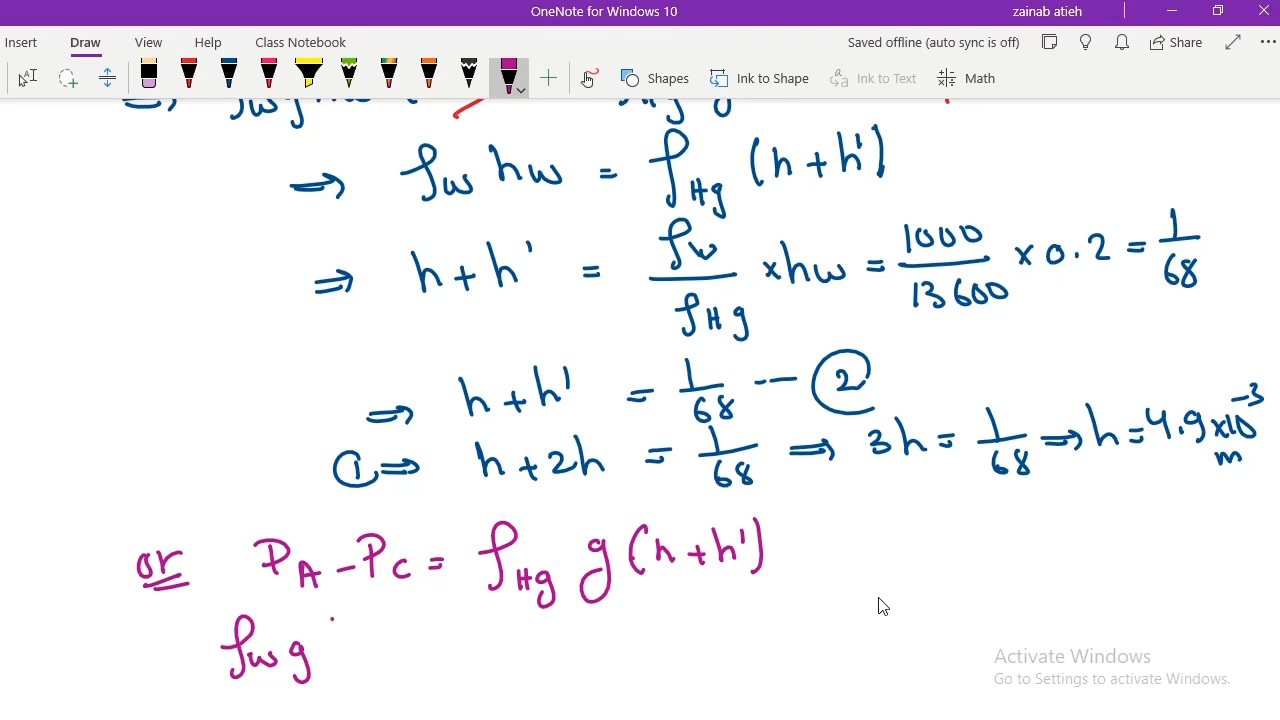 OneNote for Windows 10
zainab atieh
Insert Draw View Help Class Notebook
Saved offline (auto sync is off) Share
Shapes Ink to Shape Ink to Text Math
⇒ ρw hw = ρHg (h + h')
⇒ h + h' = ρw/ρHg × hw = 1000/13600 × 0.2 = 1/68
⇒ h + h' = 1/68 --- ②
① ⇒ h + 2h = 1/68 ⇒ 3h = 1/68 ⇒ h = 4.9 × 10⁻³ m
or PA - PC = ρHg g (h + h')
ρw g
Activate Windows
Go to Settings to activate Windows.